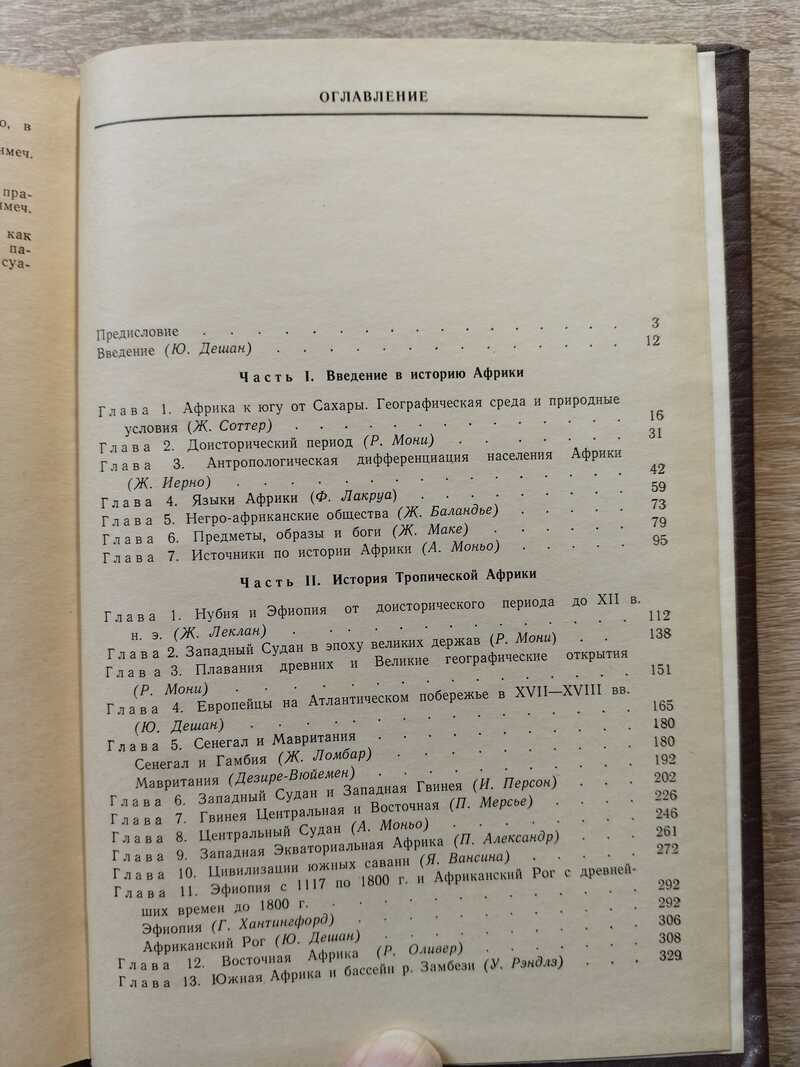 о, в
имеч.
пра-
имеч.
как
па-
суа-
ОГЛАВЛЕНИЕ
Предисловие . . . . . . . . . . . . . . . . 3
Введение (Ю. Дешан) . . . . . . . . . . . . . 12
Часть I. Введение в историю Африки
Глава 1. Африка к югу от Сахары. Географическая среда и природные
условия (Ж. Соттер) . . . . . . . . . . . . 16
Глава 2. Доисторический период (Р. Мони) . . . . . . 31
Глава 3. Антропологическая дифференциация населения Африки
(Ж. Иерно) . . . . . . . . . . . . . . 42
Глава 4. Языки Африки (Ф. Лакруа) . . . . . . . . 59
Глава 5. Негро-африканские общества (Ж. Баландье) . . . . 73
Глава 6. Предметы, образы и боги (Ж. Маке) . . . . . 79
Глава 7. Источники по истории Африки (А. Моньо) . . . . . 95
Часть II. История Тропической Африки
Глава 1. Нубия и Эфиопия от доисторического периода до XII в.
н. э. (Ж. Леклан) . . . . . . . . . . . . 112
Глава 2. Западный Судан в эпоху великих держав (Р. Мони) . . 138
Глава 3. Плавания древних и Великие географические открытия
(Р. Мони) . . . . . . . . . . . . . . 151
Глава 4. Европейцы на Атлантическом побережье в XVII—XVIII вв.
(Ю. Дешан) . . . . . . . . . . . . . . 165
Глава 5. Сенегал и Мавритания . . . . . . . . . 180
Сенегал и Гамбия (Ж. Ломбар) . . . . . . . . 180
Мавритания (Дезире-Вюйемен) . . . . . . . . . 192
Глава 6. Западный Судан и Западная Гвинея (И. Персон) . . . 202
Глава 7. Гвинея Центральная и Восточная (П. Мерсье) . . . . 226
Глава 8. Центральный Судан (А. Моньо) . . . . . . . 246
Глава 9. Западная Экваториальная Африка (П. Александр) . . . 261
Глава 10. Цивилизации южных саванн (Я. Вансина) . . . . . 272
Глава 11. Эфиопия с 1117 по 1800 г. и Африканский Рог с древней-
ших времен до 1800 г. . . . . . . . . . . . 292
Эфиопия (Г. Хантингфорд) . . . . . . . . . . 292
Африканский Рог (Ю. Дешан) . . . . . . . . . 306
Глава 12. Восточная Африка (Р. Оливер) . . . . . . 308
Глава 13. Южная Африка и бассейн р. Замбези (У. Рэндлз) . . . 329